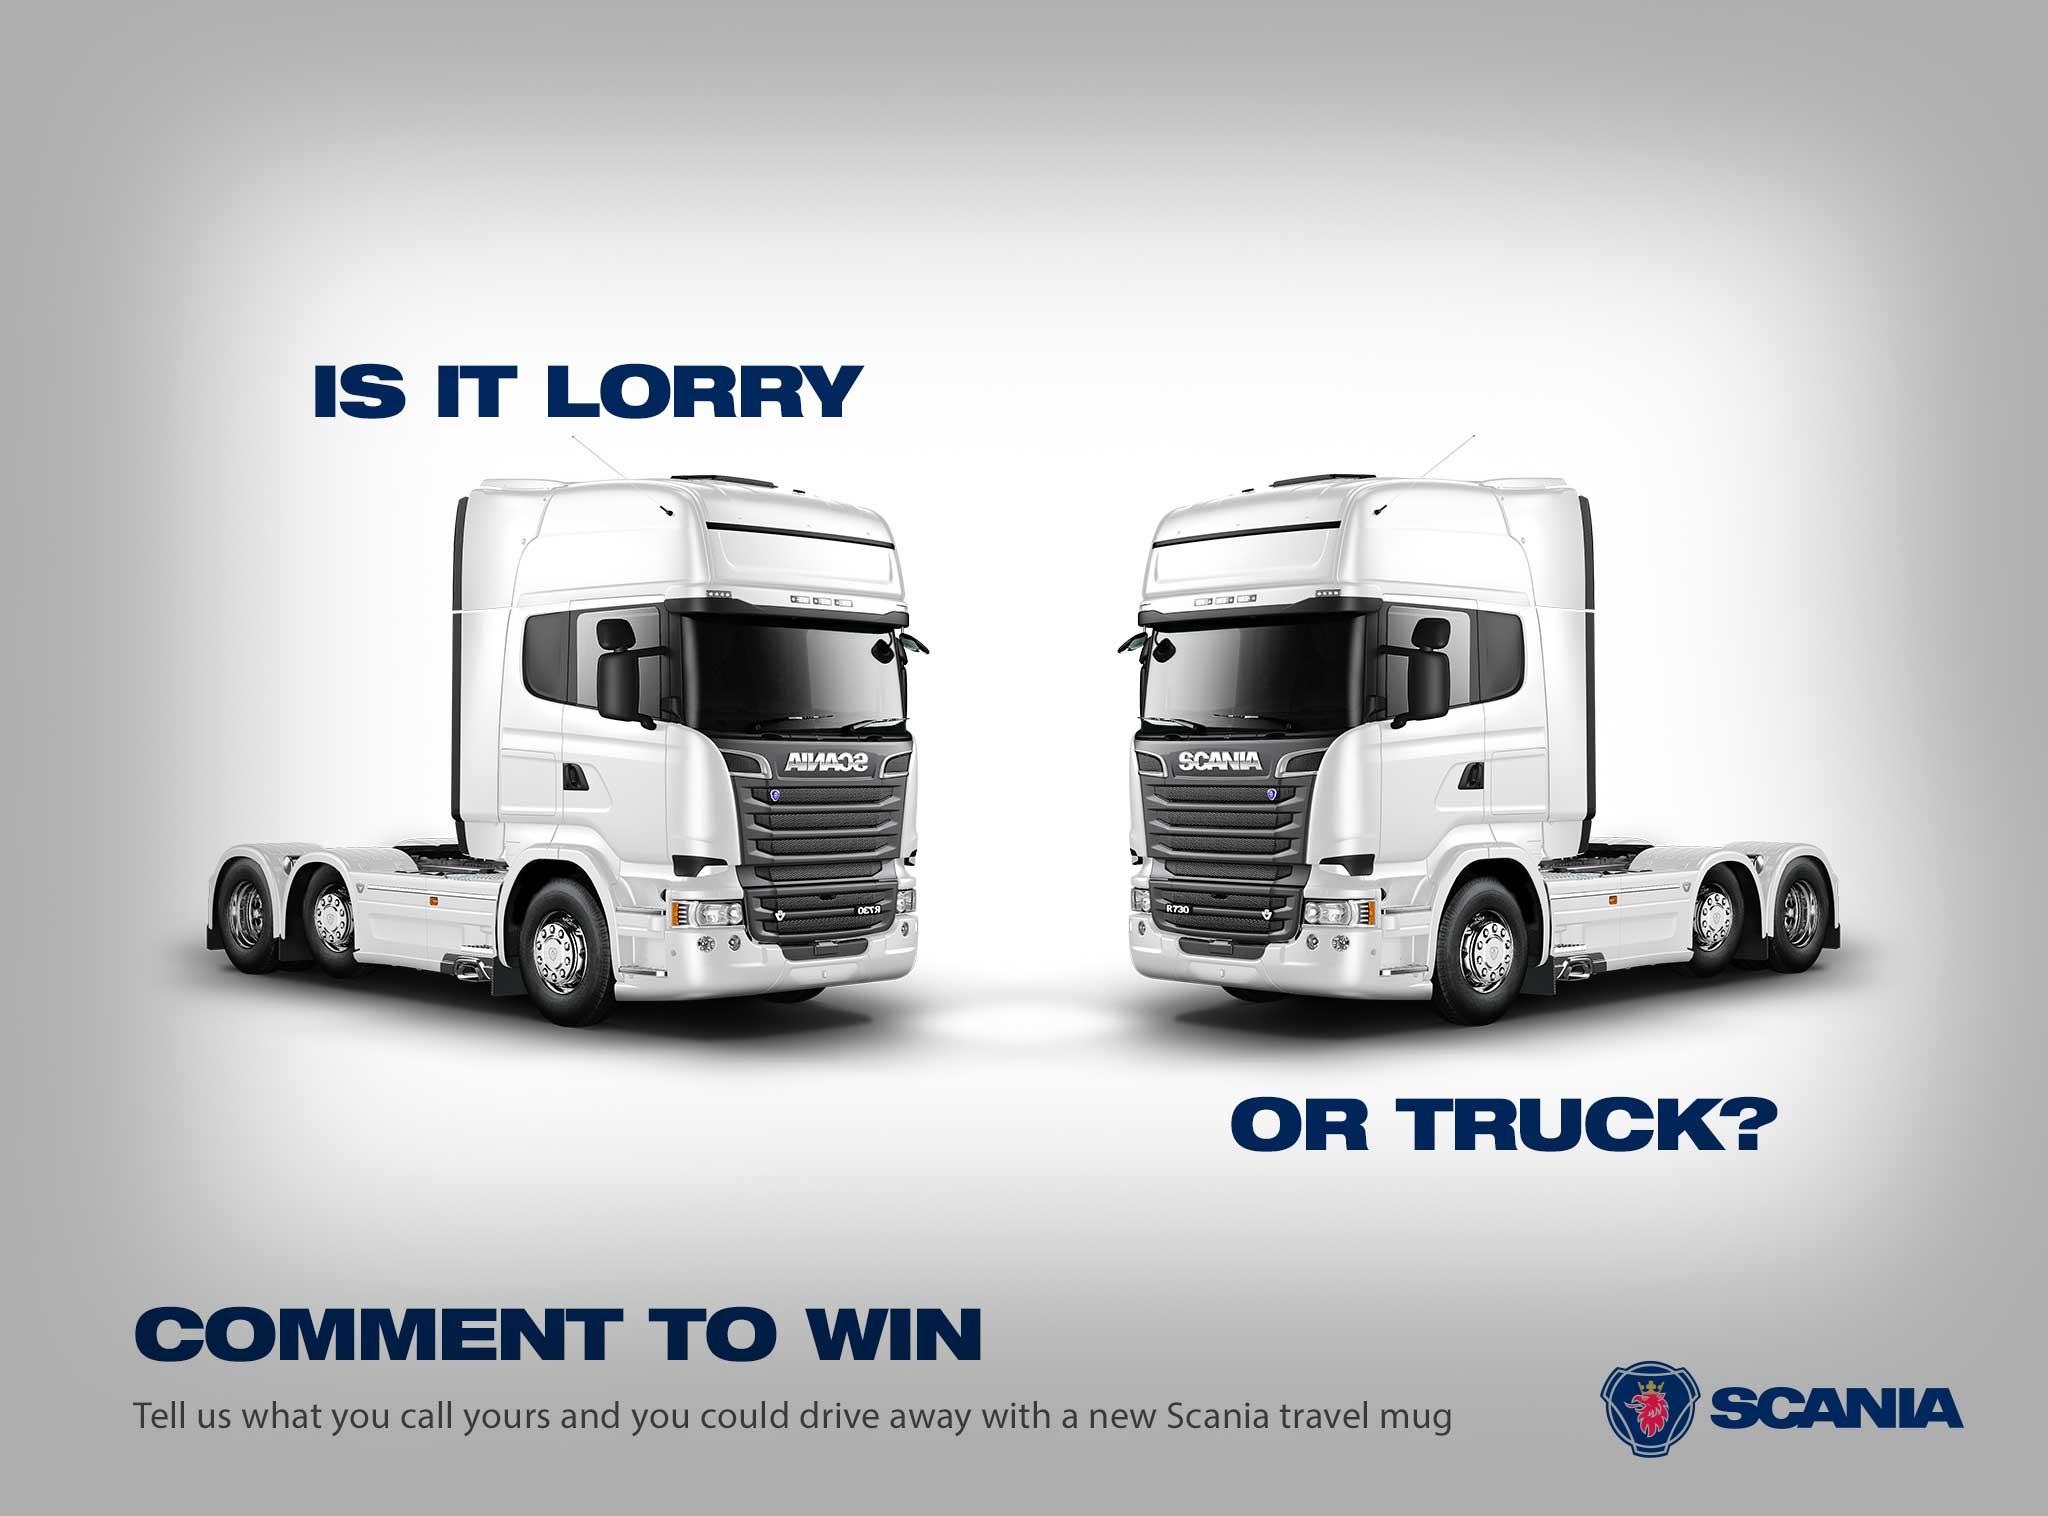 IS IT LORRY
SCANIA
R730
SCANIA
R730
OR TRUCK?
COMMENT TO WIN
Tell us what you call yours and you could drive away with a new Scania travel mug
SCANIA